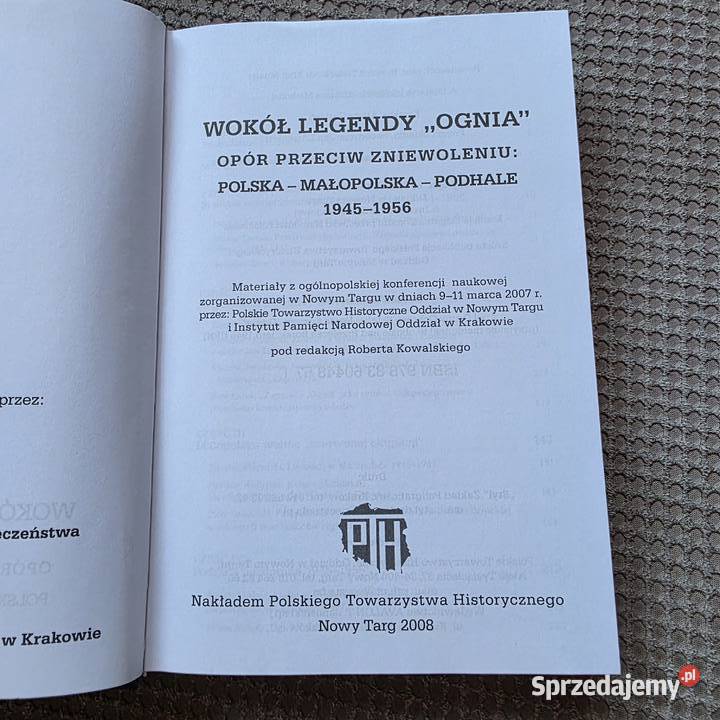 przez:
eczeństwa
w Krakowie
WOKÓŁ LEGENDY „OGNIA”
OPÓR PRZECIW ZNIEWOLENIU:
POLSKA – MAŁOPOLSKA – PODHALE
1945–1956
Materiały z ogólnopolskiej konferencji naukowej
zorganizowanej w Nowym Targu w dniach 9–11 marca 2007 r.
przez: Polskie Towarzystwo Historyczne Oddział w Nowym Targu
i Instytut Pamięci Narodowej Oddział w Krakowie
pod redakcją Roberta Kowalskiego
PTH
Nakładem Polskiego Towarzystwa Historycznego
Nowy Targ 2008
Sprzedajemy.pl